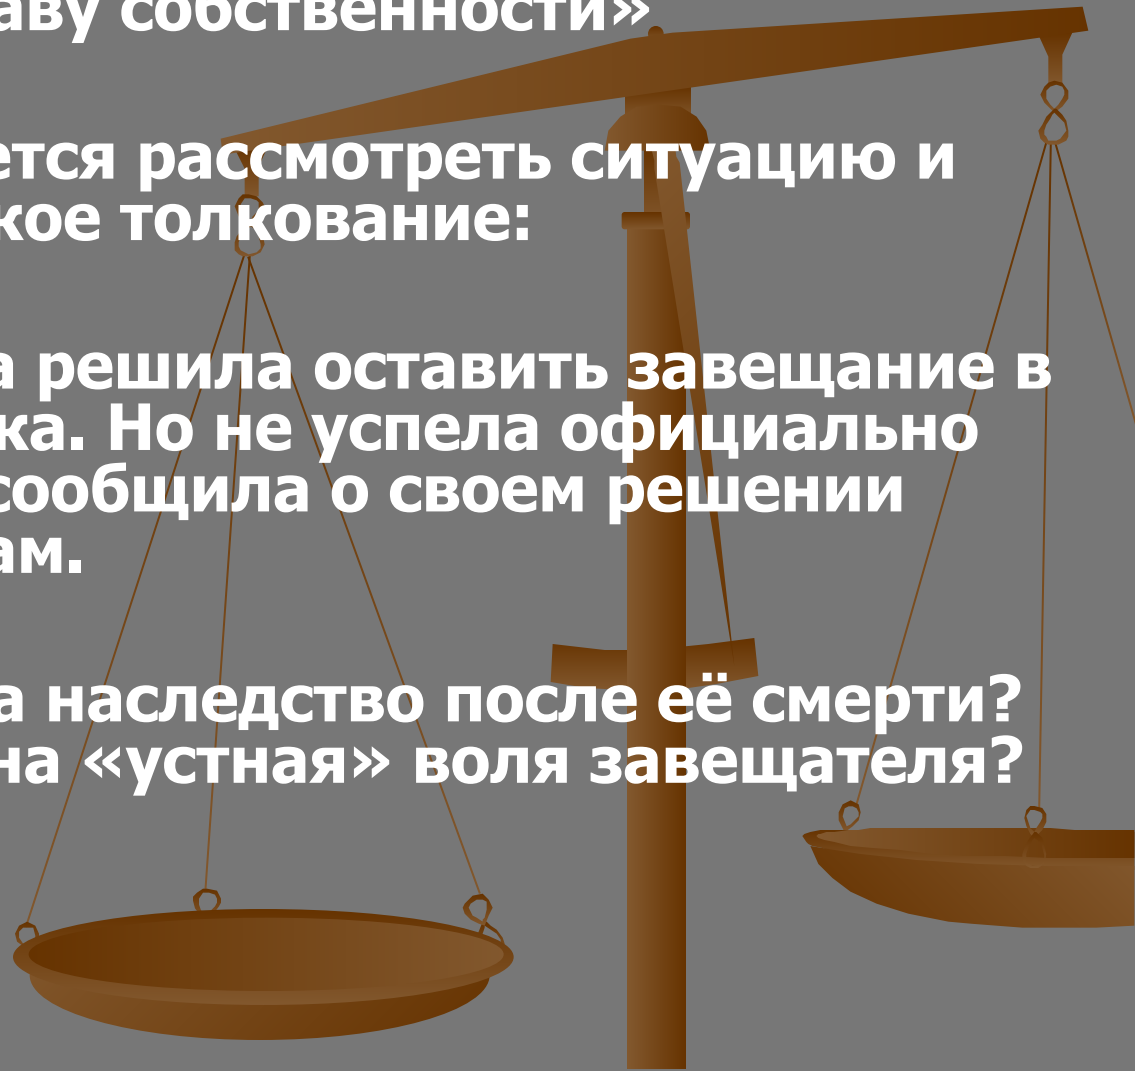 аву собственности»
ется рассмотреть ситуацию и
кое толкование:
а решила оставить завещание в
ка. Но не успела официально
сообщила о своем решении
ам.
а наследство после её смерти?
на «устная» воля завещателя?